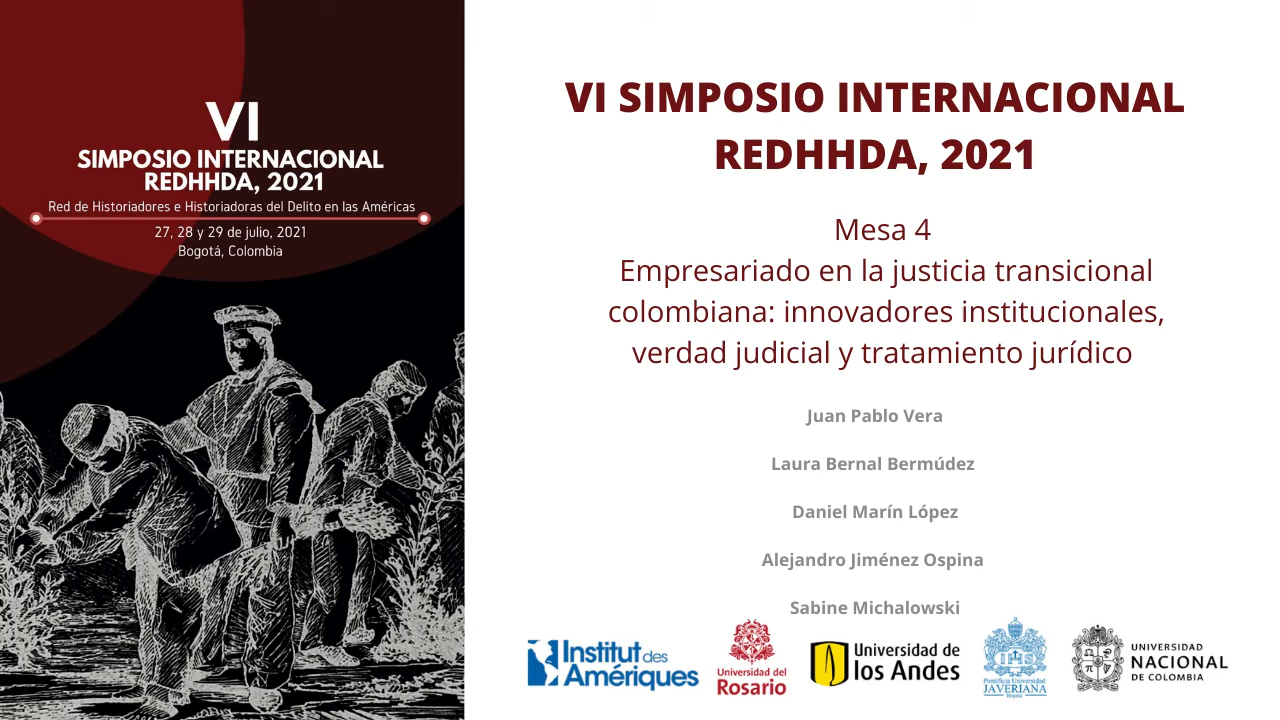 VI
SIMPOSIO INTERNACIONAL
REDHHDA, 2021
Red de Historiadores e Historiadoras del Delito en las Américas
27, 28 y 29 de julio, 2021
Bogotá, Colombia
VI SIMPOSIO INTERNACIONAL
REDHHDA, 2021
Mesa 4
Empresariado en la justicia transicional
colombiana: innovadores institucionales,
verdad judicial y tratamiento jurídico
Juan Pablo Vera
Laura Bernal Bermúdez
Daniel Marín López
Alejandro Jiménez Ospina
Sabine Michalowski
Institut des
Amériques
Universidad del
Rosario
Universidad de
los Andes
IHS
Pontificia Universidad
JAVERIANA
Bogotá
UNIVERSIDAD
NACIONAL
DE COLOMBIA